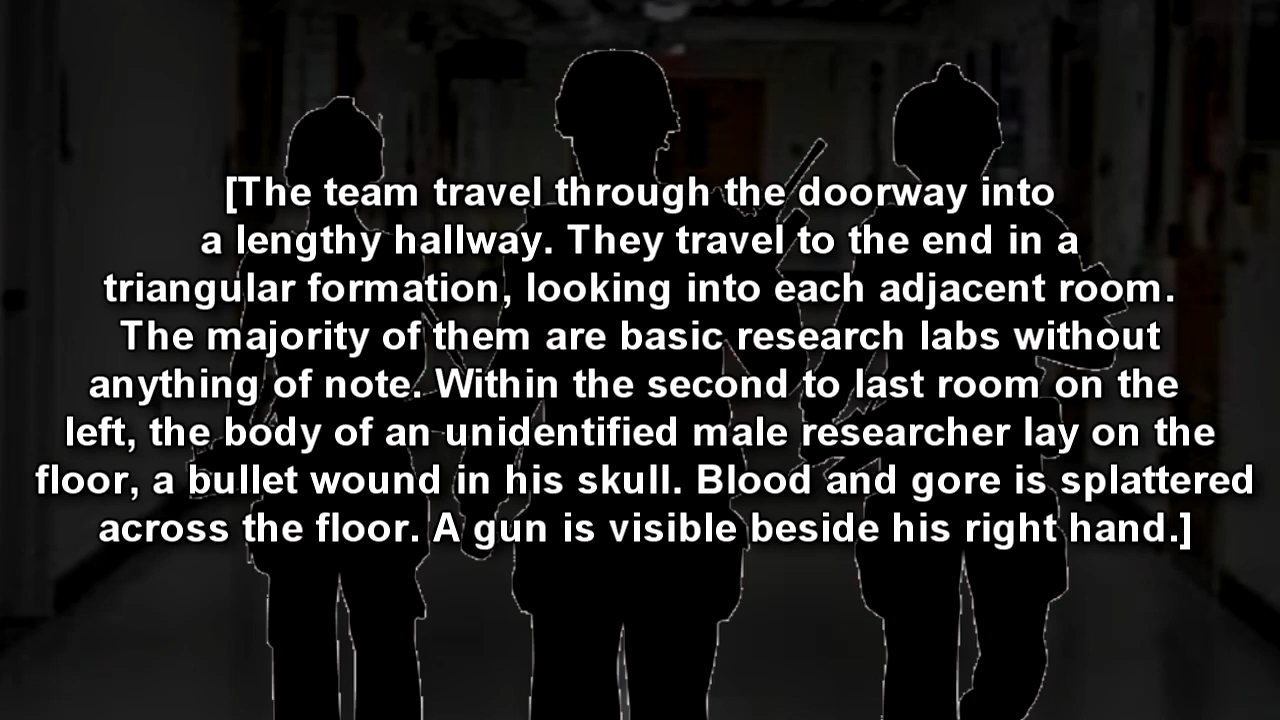 [The team travel through the doorway into
a lengthy hallway. They travel to the end in a
triangular formation, looking into each adjacent room.
The majority of them are basic research labs without
anything of note. Within the second to last room on the
left, the body of an unidentified male researcher lay on the
floor, a bullet wound in his skull. Blood and gore is splattered
across the floor. A gun is visible beside his right hand.]